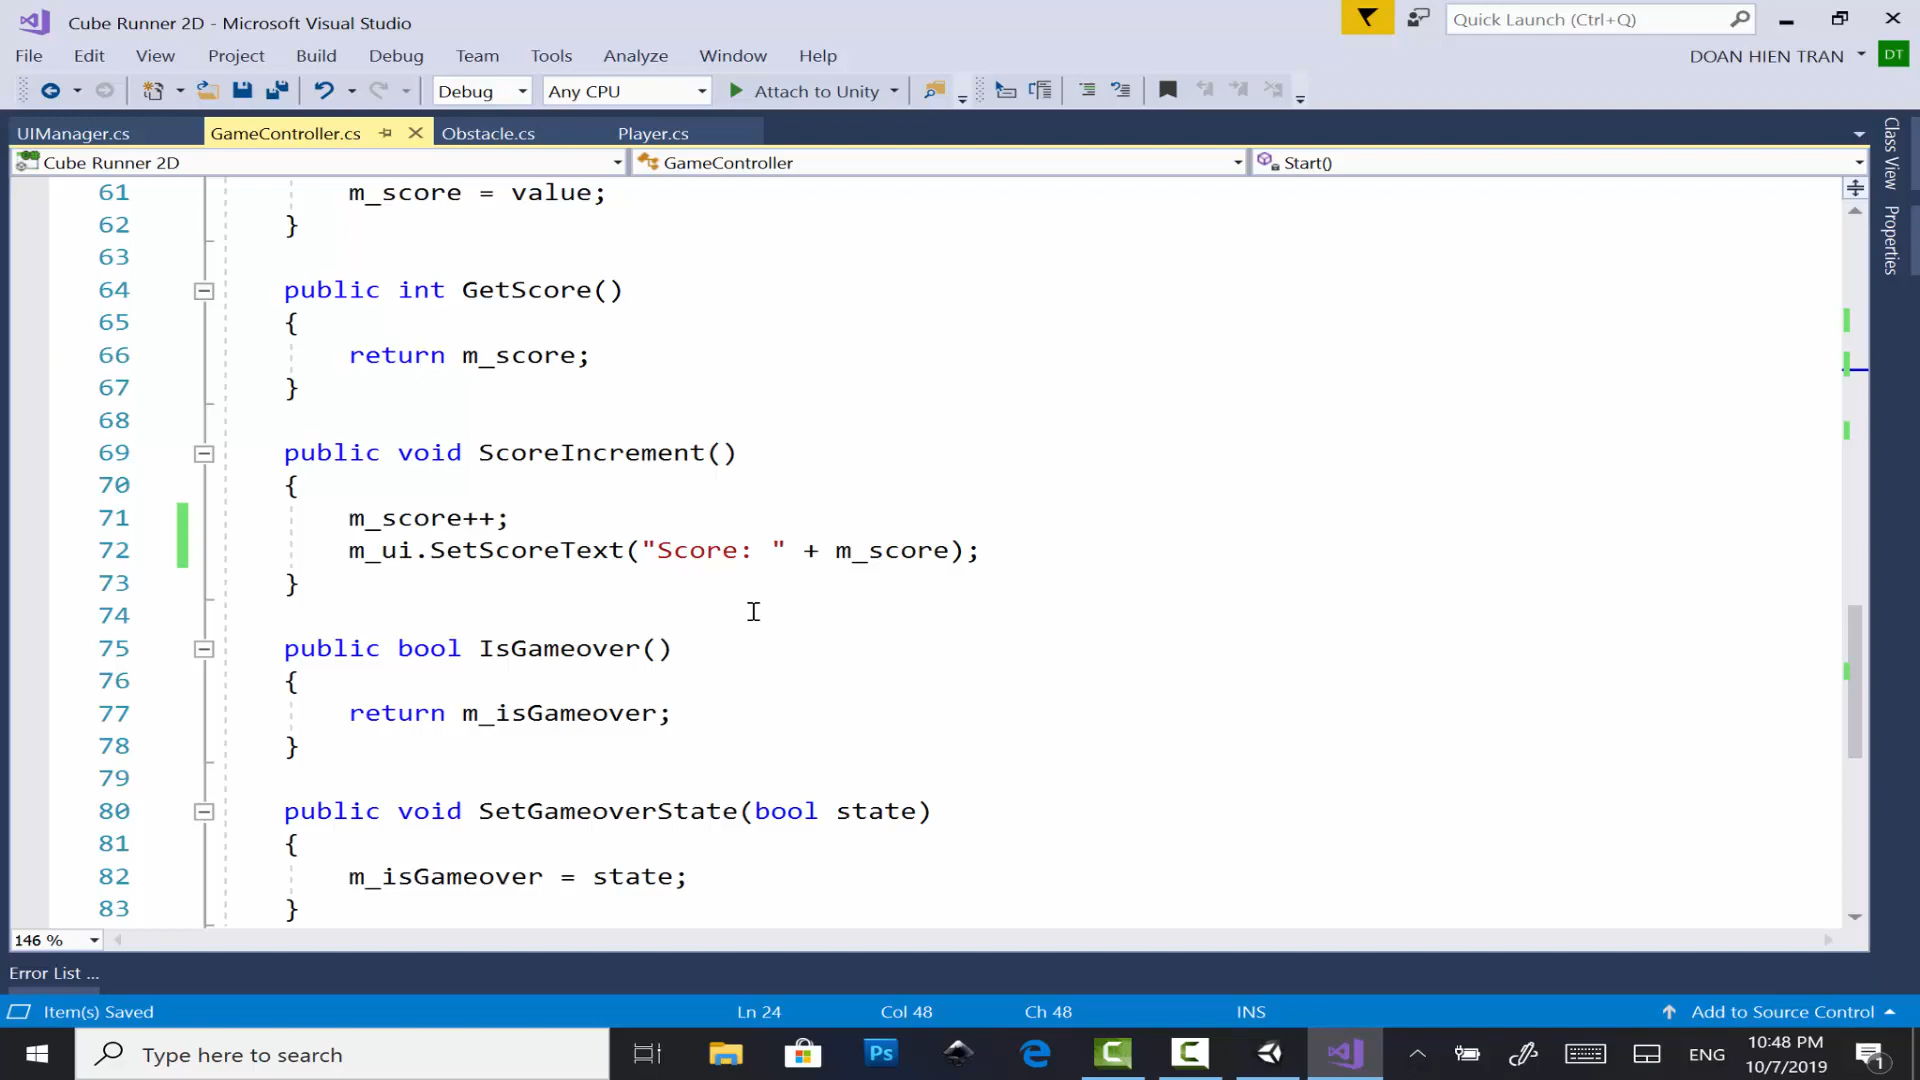 Cube Runner 2D - Microsoft Visual Studio
Quick Launch (Ctrl+Q)
File Edit View Project Build Debug Team Tools Analyze Window Help
DOAN HIEN TRAN DT
Debug Any CPU Attach to Unity
UIManager.cs GameController.cs Obstacle.cs Player.cs
Cube Runner 2D GameController Start()
Class View
Properties
61 m_score = value;
62 }
63
64 public int GetScore()
65 {
66 return m_score;
67 }
68
69 public void ScoreIncrement()
70 {
71 m_score++;
72 m_ui.SetScoreText("Score: " + m_score);
73 }
74
75 public bool IsGameover()
76 {
77 return m_isGameover;
78 }
79
80 public void SetGameoverState(bool state)
81 {
82 m_isGameover = state;
83 }
146 %
Error List ...
Item(s) Saved Ln 24 Col 48 Ch 48 INS Add to Source Control
Type here to search
Ps
ENG
10:48 PM
10/7/2019
1